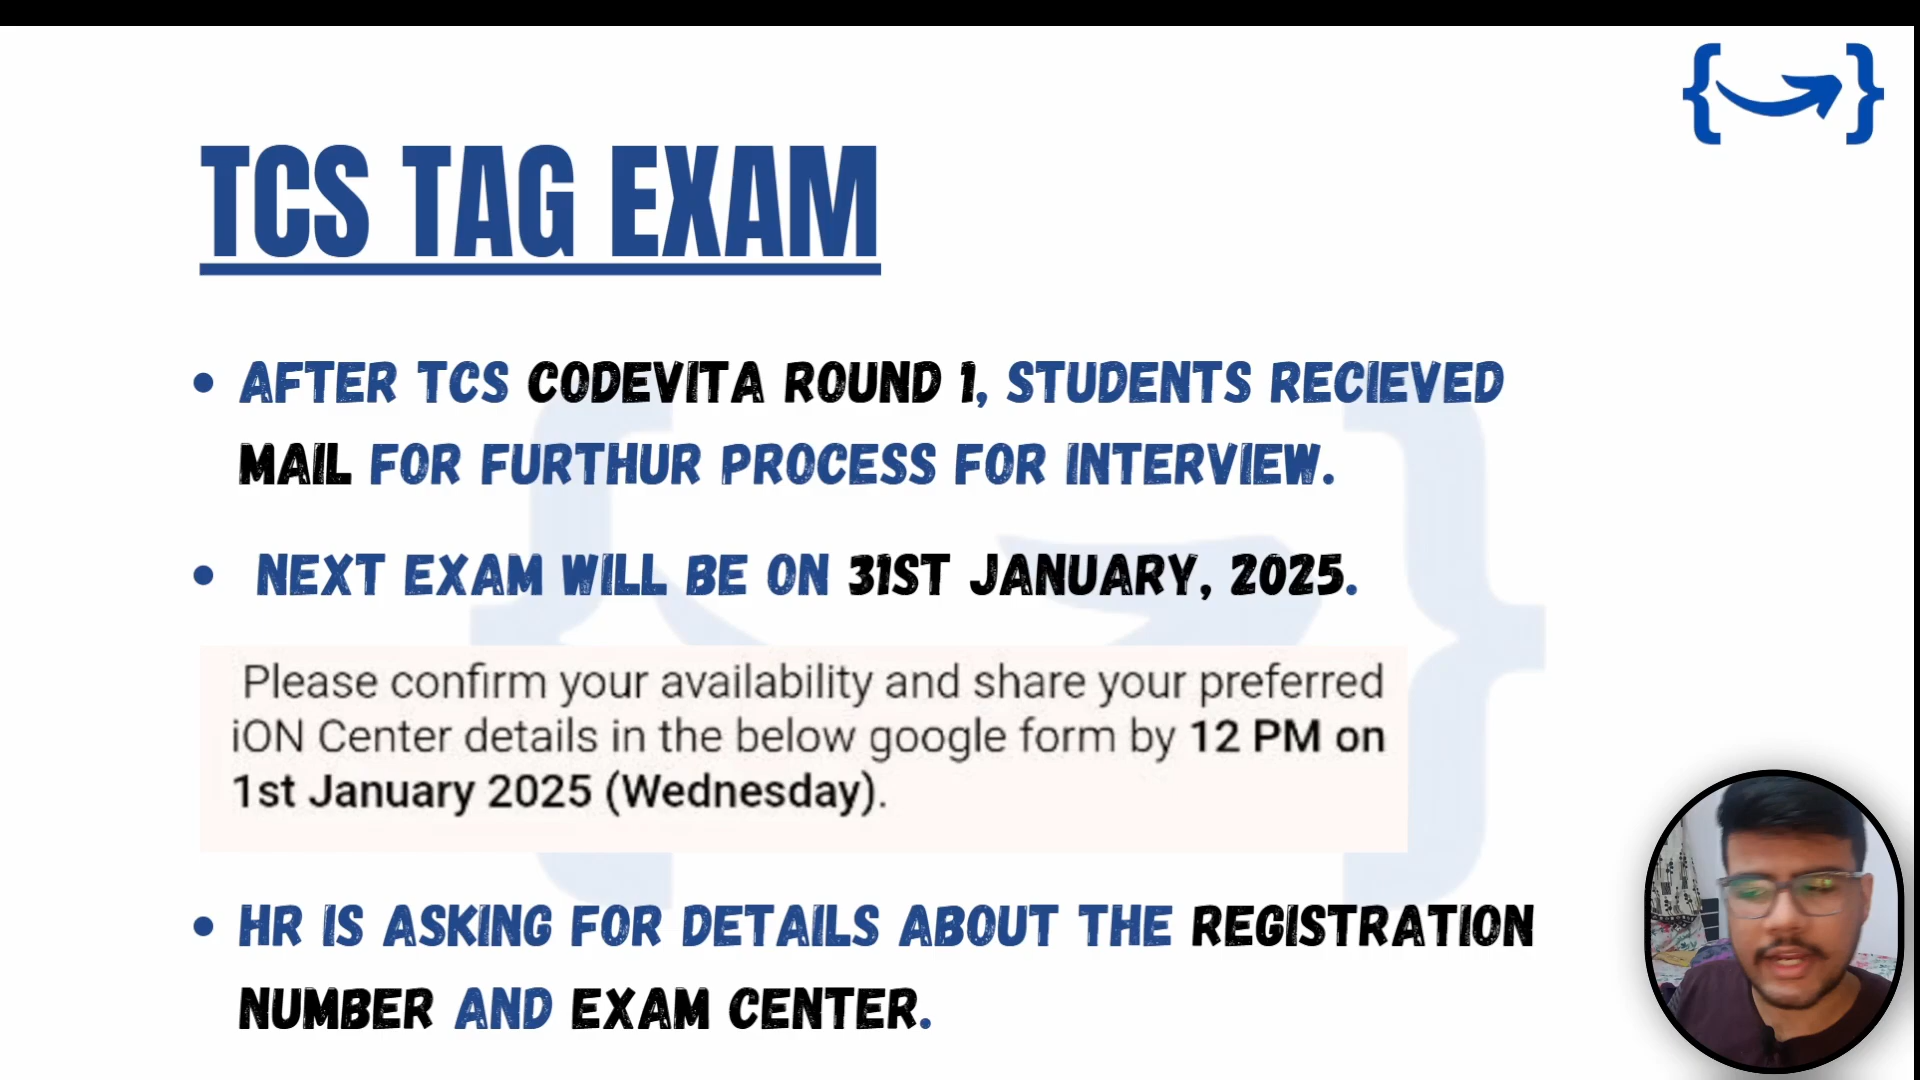 TCS TAG EXAM
AFTER TCS CODEVITA ROUND 1, STUDENTS RECIEVED
MAIL FOR FURTHUR PROCESS FOR INTERVIEW.
NEXT EXAM WILL BE ON 31ST JANUARY, 2025.
Please confirm your availability and share your preferred
iON Center details in the below google form by 12 PM on
1st January 2025 (Wednesday).
HR IS ASKING FOR DETAILS ABOUT THE REGISTRATION
NUMBER AND EXAM CENTER.